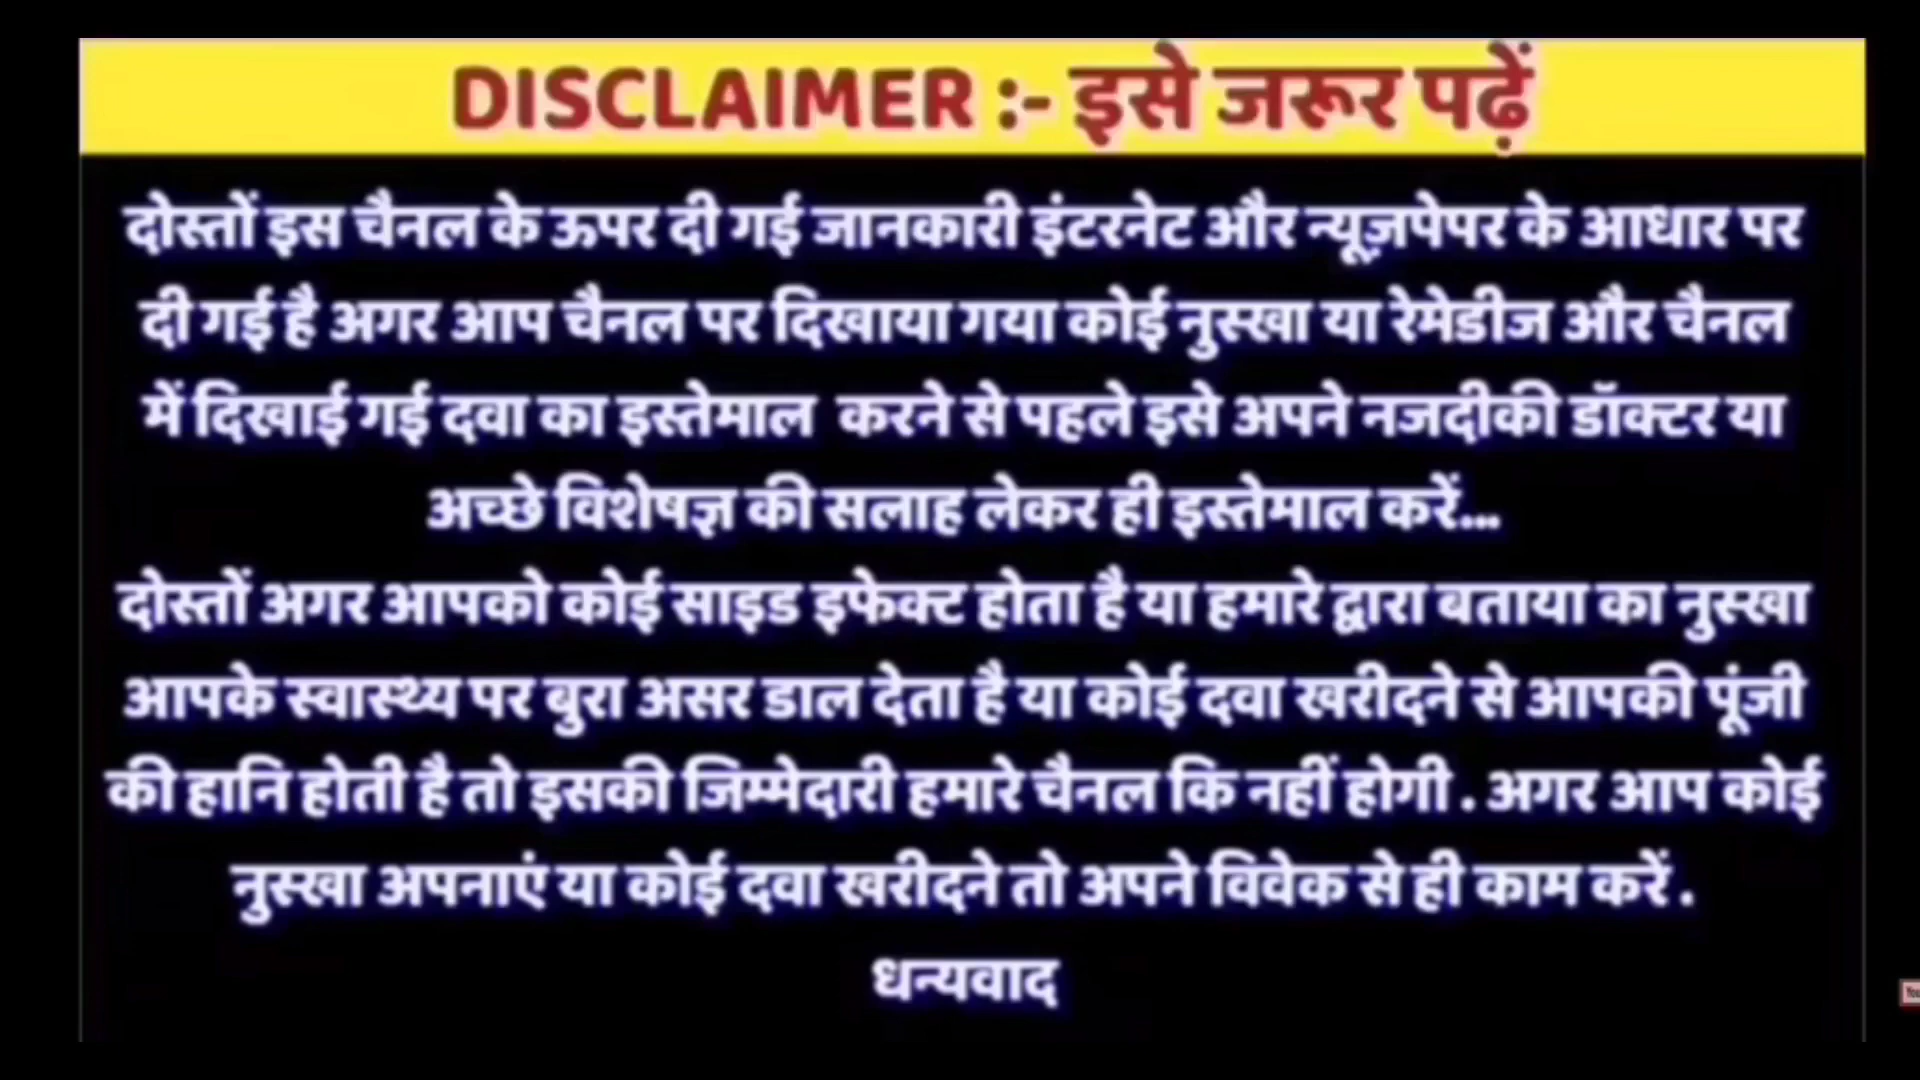 DISCLAIMER :- इसे जरूर पढ़ें
दोस्तों इस चैनल के ऊपर दी गई जानकारी इंटरनेट और न्यूज़पेपर के आधार पर
दी गई है अगर आप चैनल पर दिखाया गया कोई नुस्खा या रेमेडीज और चैनल
में दिखाई गई दवा का इस्तेमाल करने से पहले इसे अपने नजदीकी डॉक्टर या
अच्छे विशेषज्ञ की सलाह लेकर ही इस्तेमाल करें...
दोस्तों अगर आपको कोई साइड इफेक्ट होता है या हमारे द्वारा बताया का नुस्खा
आपके स्वास्थ्य पर बुरा असर डाल देता है या कोई दवा खरीदने से आपकी पूंजी
की हानि होती है तो इसकी जिम्मेदारी हमारे चैनल कि नहीं होगी . अगर आप कोई
नुस्खा अपनाएं या कोई दवा खरीदने तो अपने विवेक से ही काम करें .
धन्यवाद